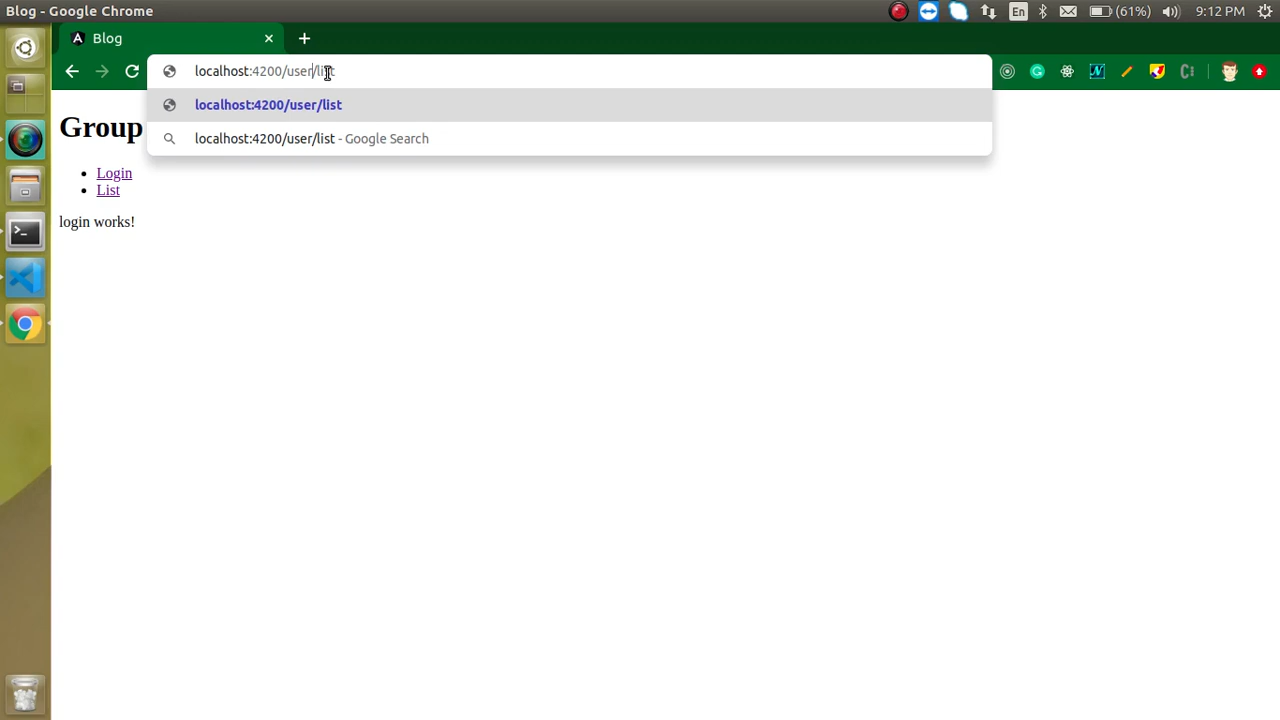 Blog - Google Chrome
En
(61%)
9:12 PM
Blog
localhost:4200/user/list
localhost:4200/user/list
localhost:4200/user/list - Google Search
Group
Login
List
login works!